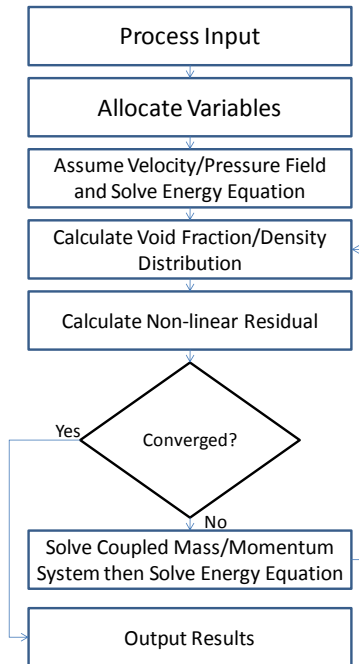 Process Input
Allocate Variables
Assume Velocity/Pressure Field
and Solve Energy Equation
Calculate Void Fraction/Density
Distribution
Calculate Non-linear Residual
Yes
Converged?
No
Solve Coupled Mass/Momentum
System then Solve Energy Equation
Output Results